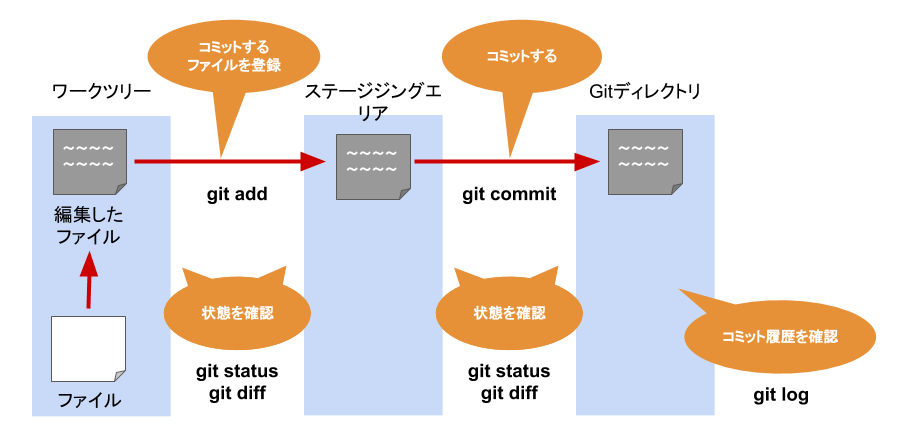 コミットする
ファイルを登録
コミットする
ワークツリー
ステージジングエ
リア
Gitディレクトリ
~~~~
~~~~
~~~~
~~~~
~~~~
~~~~
git add
git commit
編集した
ファイル
状態を確認
状態を確認
コミット履歴を確認
git status
git diff
git status
git diff
git log
ファイル